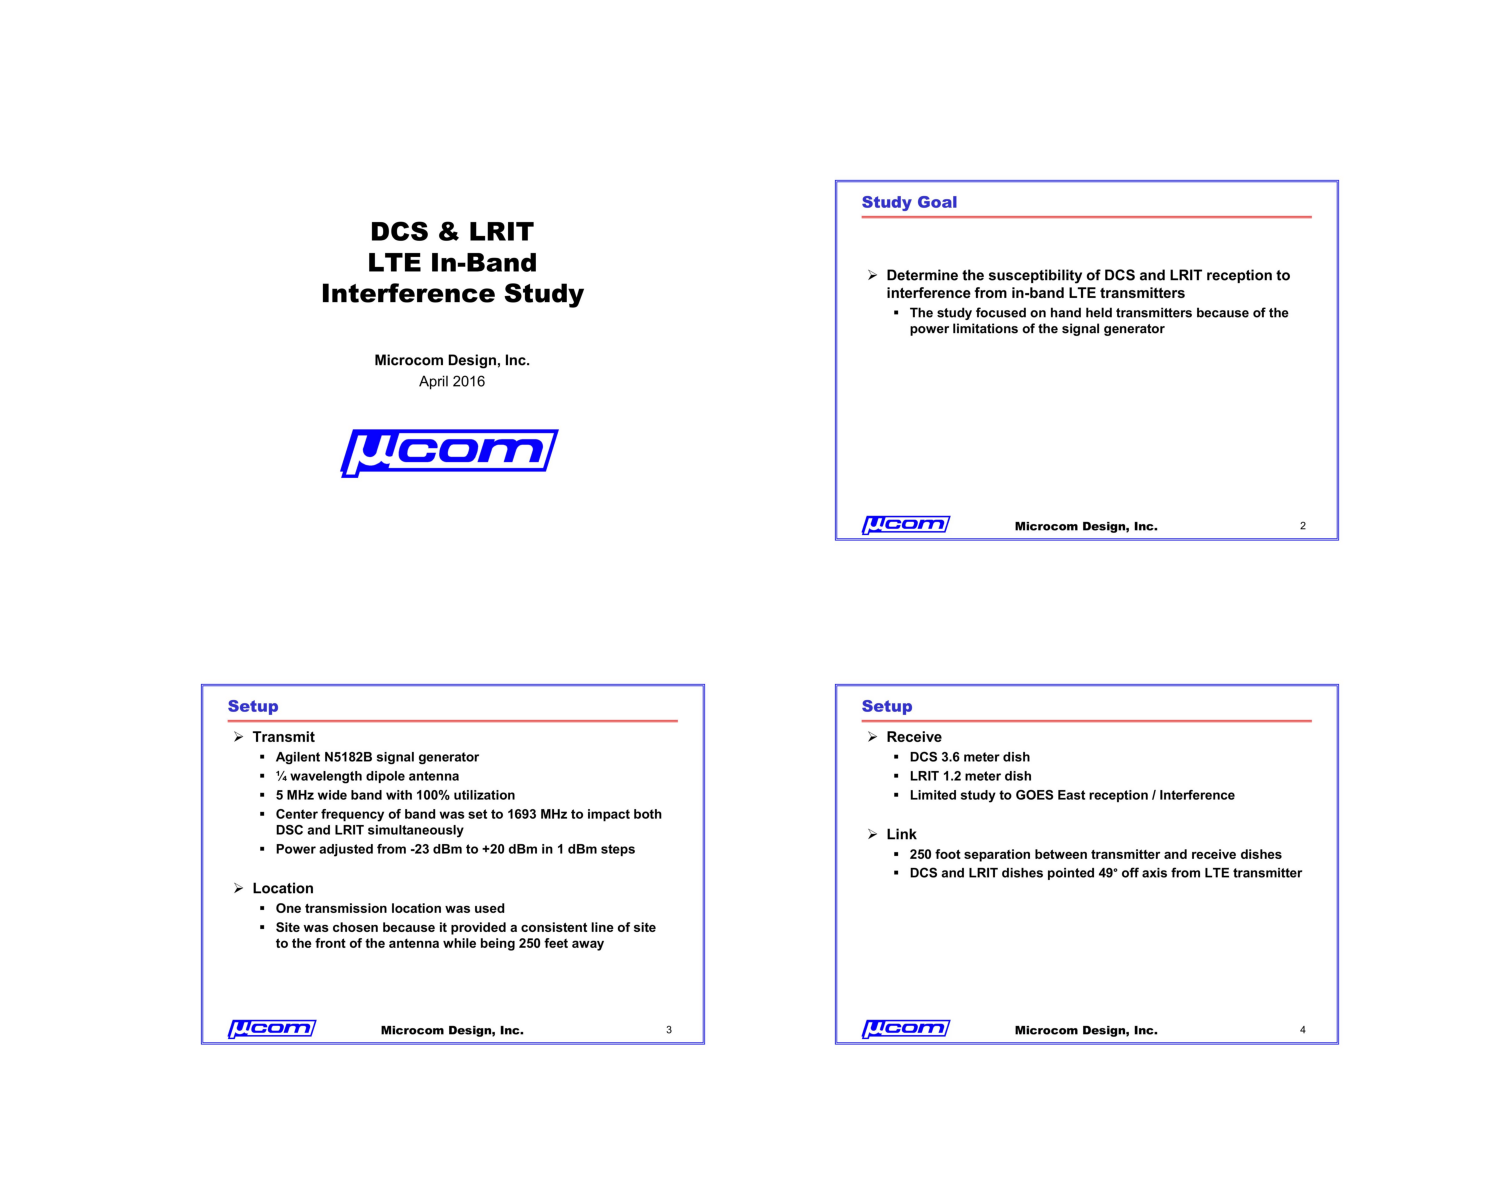 DCS & LRIT
LTE In-Band
Interference Study
Microcom Design, Inc.
April 2016
µcom
Study Goal
Determine the susceptibility of DCS and LRIT reception to
interference from in-band LTE transmitters
The study focused on hand held transmitters because of the
power limitations of the signal generator
µcom Microcom Design, Inc. 2
Setup
Transmit
Agilent N5182B signal generator
¼ wavelength dipole antenna
5 MHz wide band with 100% utilization
Center frequency of band was set to 1693 MHz to impact both
DSC and LRIT simultaneously
Power adjusted from -23 dBm to +20 dBm in 1 dBm steps
Location
One transmission location was used
Site was chosen because it provided a consistent line of site
to the front of the antenna while being 250 feet away
µcom Microcom Design, Inc. 3
Setup
Receive
DCS 3.6 meter dish
LRIT 1.2 meter dish
Limited study to GOES East reception / Interference
Link
250 foot separation between transmitter and receive dishes
DCS and LRIT dishes pointed 49° off axis from LTE transmitter
µcom Microcom Design, Inc. 4